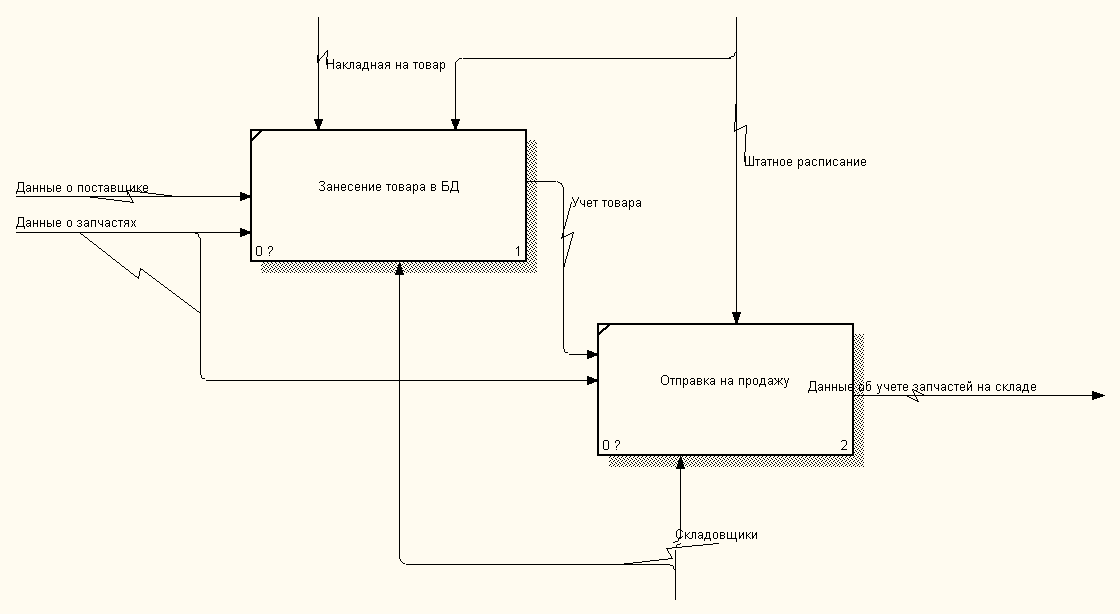 Накладная на товар
Штатное расписание
Данные о поставщике
Занесение товара в БД
Учет товара
Данные о запчастях
0 ?
1
Отправка на продажу
Данные об учете запчастей на складе
0 ?
2
Складовщики